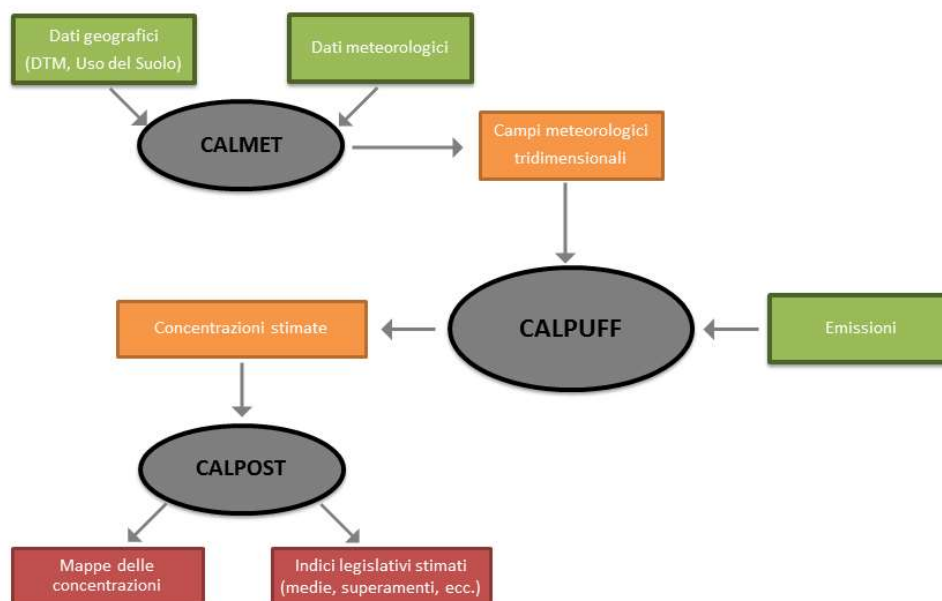 Dati geografici
(DTM, Uso del Suolo)
Dati meteorologici
CALMET
Campi meteorologici
tridimensionali
Concentrazioni stimate
CALPUFF
Emissioni
CALPOST
Mappe delle
concentrazioni
Indici legislativi stimati
(medie, superamenti, ecc.)